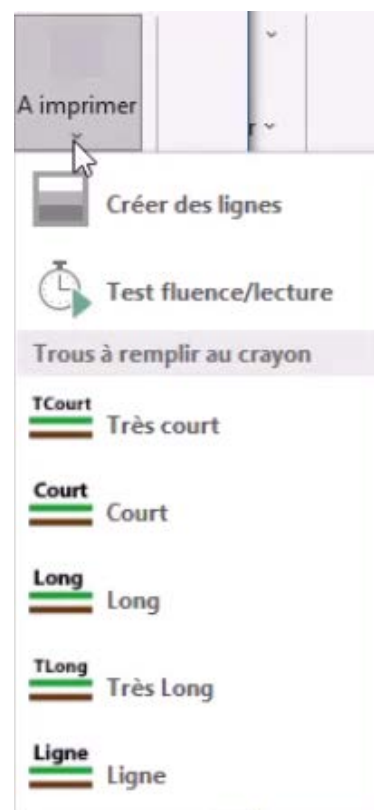 A imprimer
Créer des lignes
Test fluence/lecture
Trous à remplir au crayon
TCourt
Très court
Court
Court
Long
Long
TLong
Très Long
Ligne
Ligne